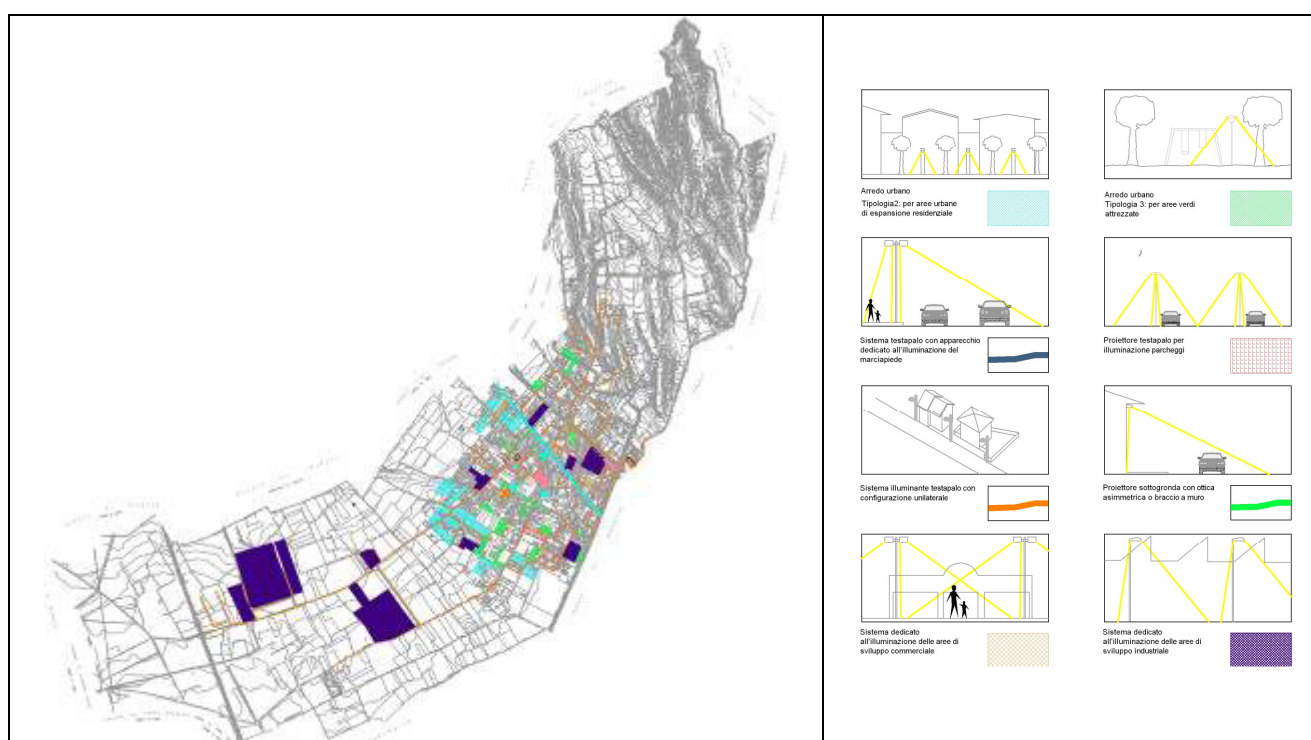 Arredo urbano
Tipologia2: per aree urbane
di espansione residenziale
Arredo urbano
Tipologia 3: per aree verdi
attrezzate
Sistema testapalo con apparecchio
dedicato all'illuminazione del
marciapiede
Proiettore testapalo per
illuminazione parcheggi
Sistema illuminante testapalo con
configurazione unilaterale
Proiettore sottogronda con ottica
asimmetrica o braccio a muro
Sistema dedicato
all'illuminazione delle aree di
sviluppo commerciale
Sistema dedicato
all'illuminazione delle aree di
sviluppo industriale